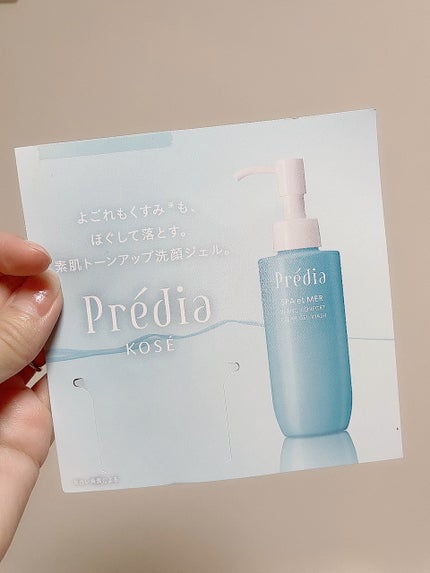 よごれもくすみ*も、
ほぐして落とす。
素肌トーンアップ洗顔ジェル。
Prédia
KOSÉ
Prédia
SPA et MER